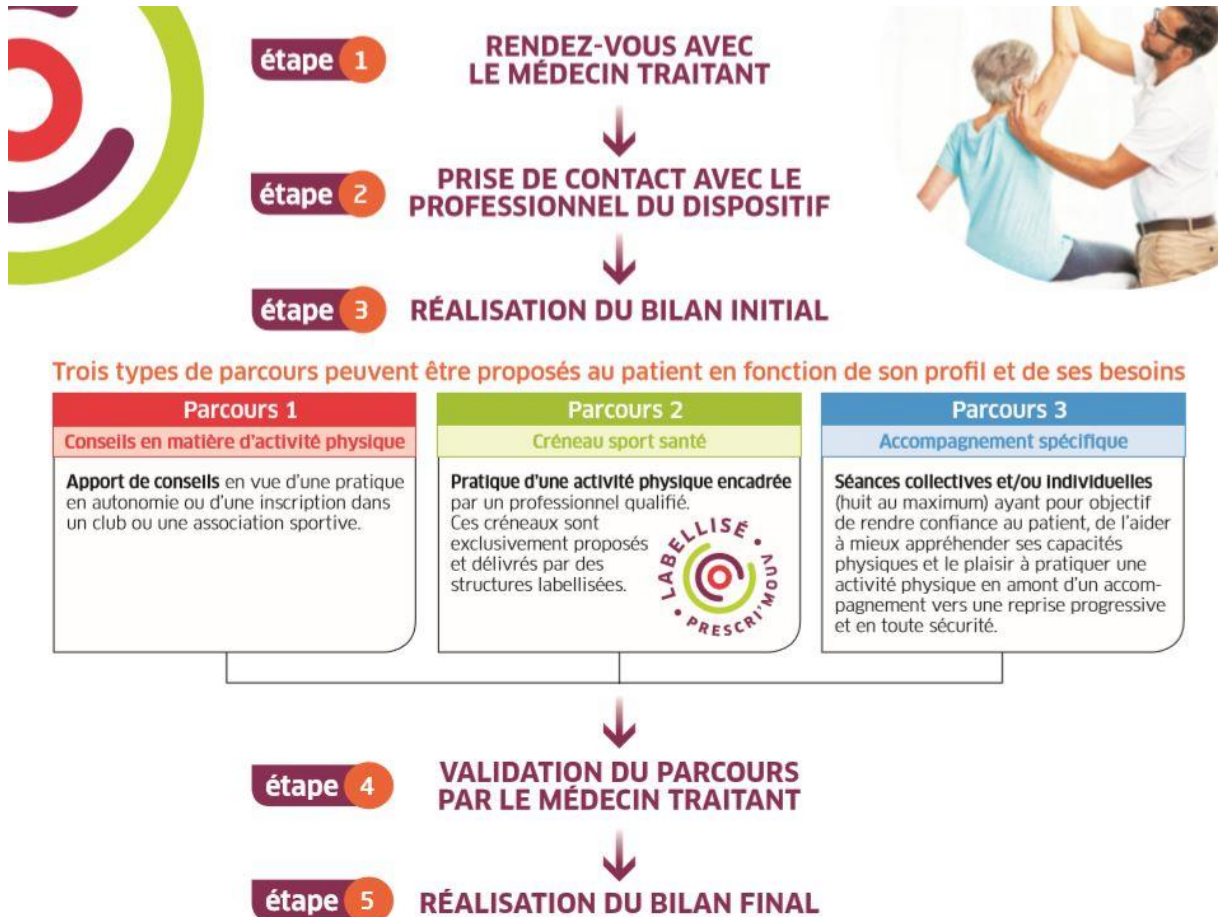 étape 1
RENDEZ-VOUS AVEC
LE MÉDECIN TRAITANT
étape 2
PRISE DE CONTACT AVEC LE
PROFESSIONNEL DU DISPOSITIF
étape 3
RÉALISATION DU BILAN INITIAL
Trois types de parcours peuvent être proposés au patient en fonction de son profil et de ses besoins
Parcours 1
Conseils en matière d'activité physique
Apport de conseils en vue d'une pratique
en autonomie ou d'une inscription dans
un club ou une association sportive.
Parcours 2
Créneau sport santé
Pratique d'une activité physique encadrée
par un professionnel qualifié.
Ces créneaux sont
exclusivement proposés
et délivrés par des
structures labellisées.
• LABELLISÉ •
PRESCRI'MOUV
Parcours 3
Accompagnement spécifique
Séances collectives et/ou individuelles
(huit au maximum) ayant pour objectif
de rendre confiance au patient, de l'aider
à mieux appréhender ses capacités
physiques et le plaisir à pratiquer une
activité physique en amont d'un accom-
pagnement vers une reprise progressive
et en toute sécurité.
étape 4
VALIDATION DU PARCOURS
PAR LE MÉDECIN TRAITANT
étape 5
RÉALISATION DU BILAN FINAL